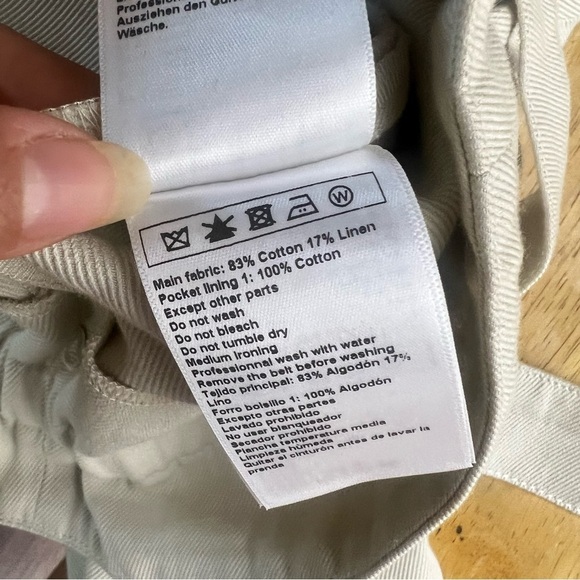 Professional
Ausziehen den Gürtel
Wäsche.
W
Main fabric: 83% Cotton 17% Linen
Pocket lining 1: 100% Cotton
Except other parts
Do not wash
Do not bleach
Do not tumble dry
Medium ironing
Professional wash with water
Remove the belt before washing
Tejido principal: 83% Algodón 17%
Lino
Forro bolsillo 1: 100% Algodón
Excepto otras partes
Lavado prohibido
No usar blanqueador
Secador prohibido
Plancha temperatura media
Limpieza húmeda
Quitar el cinturón antes de lavar la
prenda